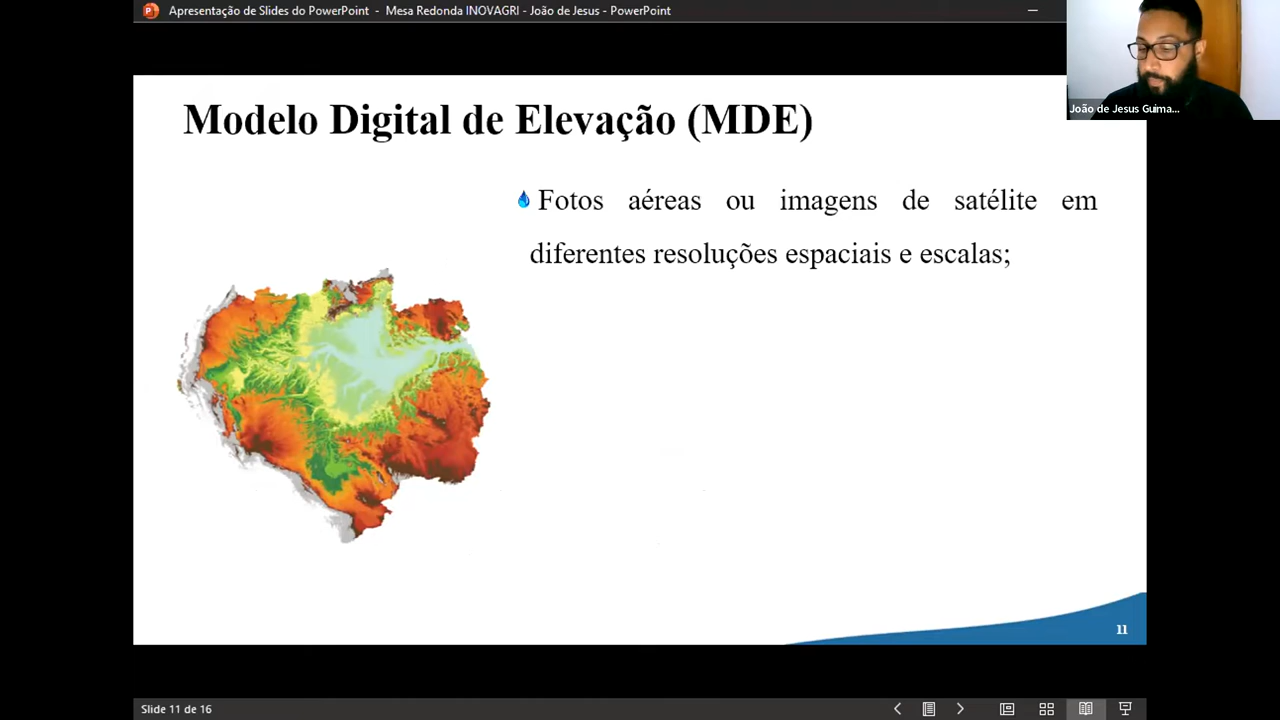 Apresentação de Slides do PowerPoint - Mesa Redonda INOVAGRI - João de Jesus - PowerPoint
João de Jesus Guima...
Modelo Digital de Elevação (MDE)
Fotos aéreas ou imagens de satélite em
diferentes resoluções espaciais e escalas;
11
Slide 11 de 16